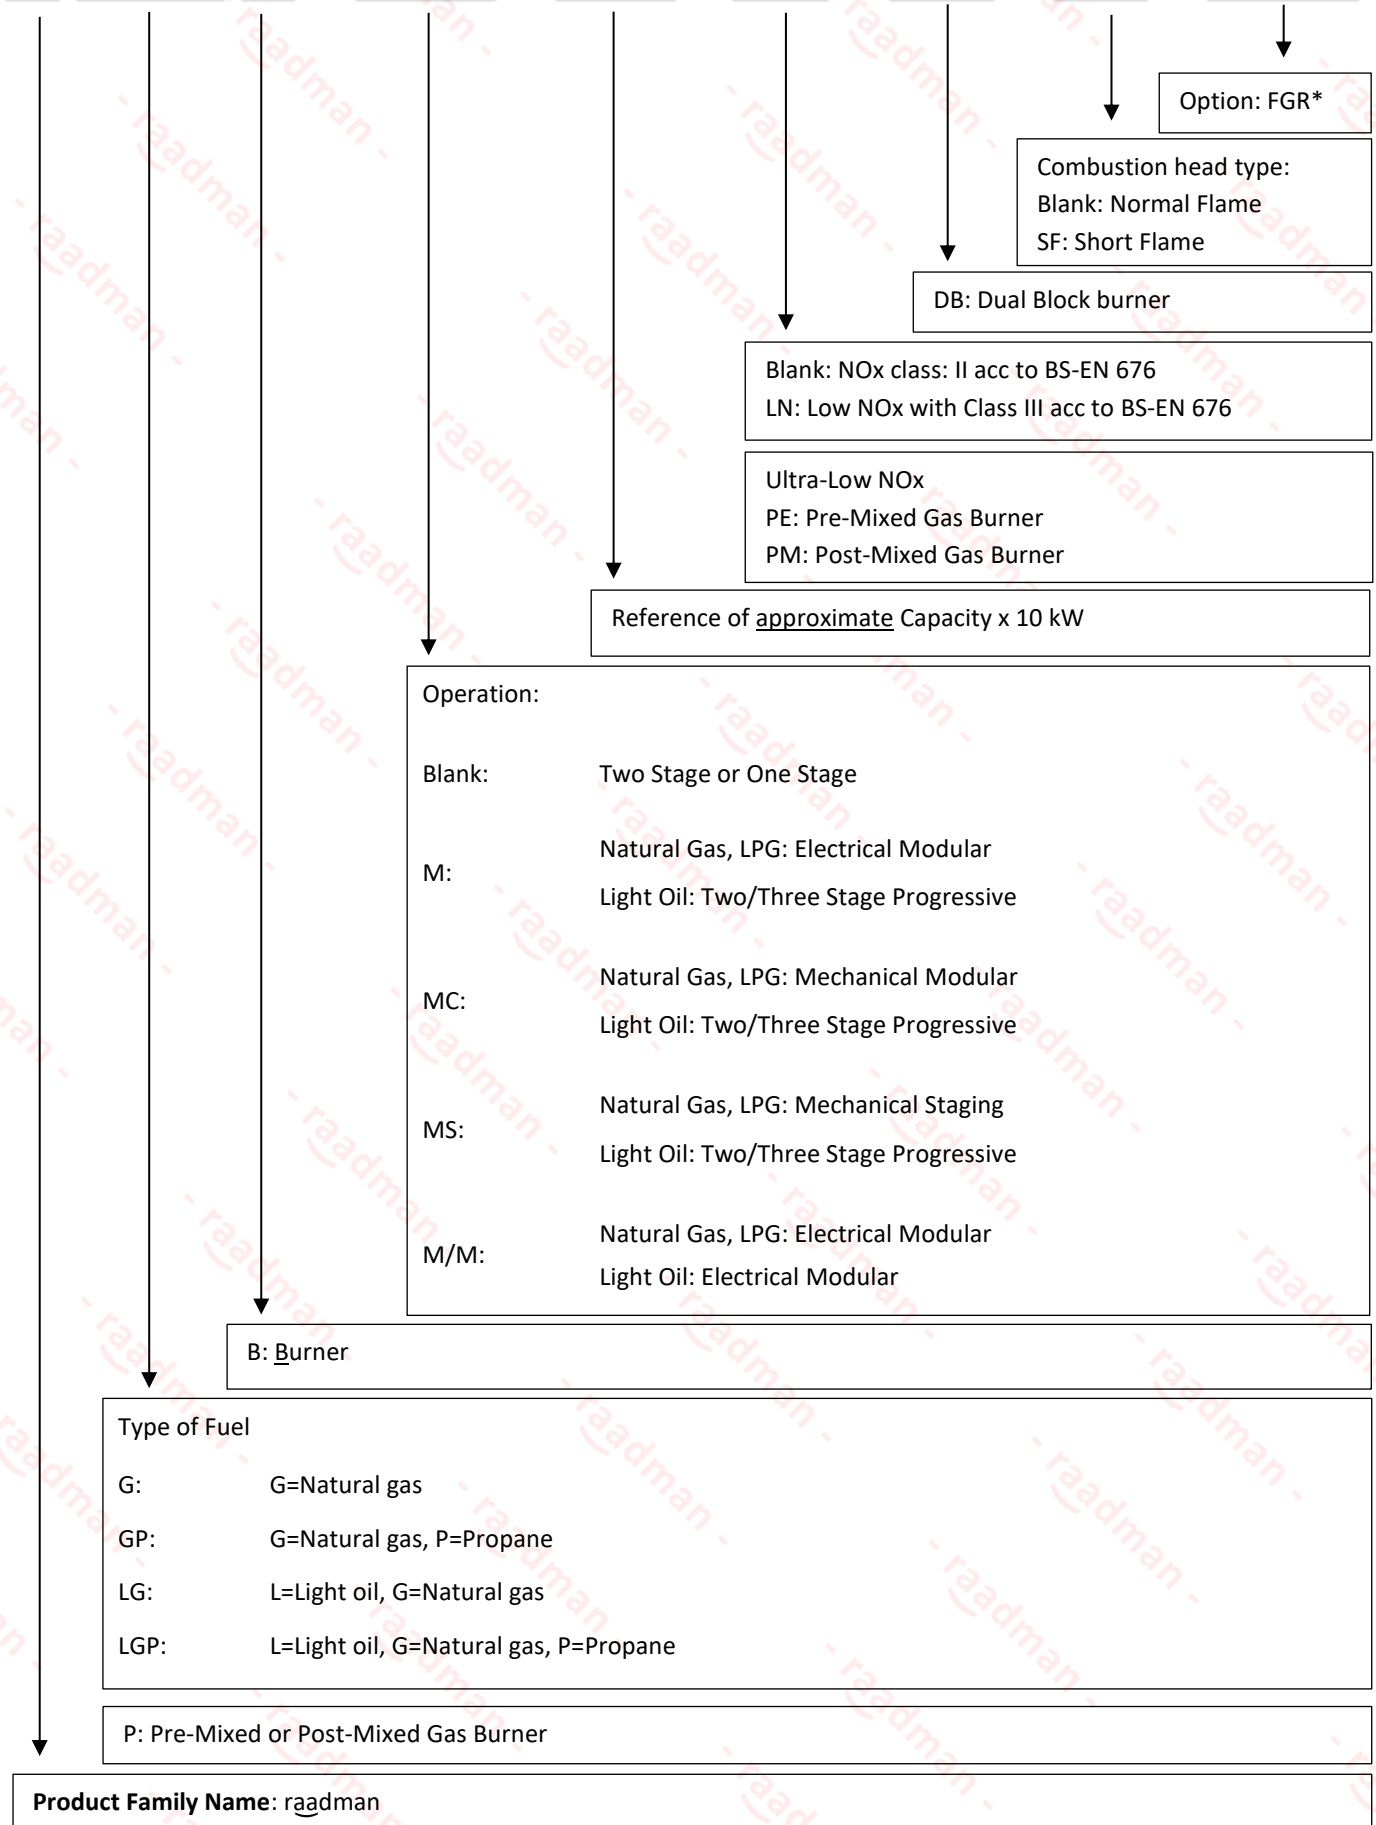 Option: FGR*
Combustion head type:
Blank: Normal Flame
SF: Short Flame
DB: Dual Block burner
Blank: NOx class: II acc to BS-EN 676
LN: Low NOx with Class III acc to BS-EN 676
Ultra-Low NOx
PE: Pre-Mixed Gas Burner
PM: Post-Mixed Gas Burner
Reference of approximate Capacity x 10 kW
Operation:
Blank: Two Stage or One Stage
M: Natural Gas, LPG: Electrical Modular
Light Oil: Two/Three Stage Progressive
MC: Natural Gas, LPG: Mechanical Modular
Light Oil: Two/Three Stage Progressive
MS: Natural Gas, LPG: Mechanical Staging
Light Oil: Two/Three Stage Progressive
M/M: Natural Gas, LPG: Electrical Modular
Light Oil: Electrical Modular
B: Burner
Type of Fuel
G: G=Natural gas
GP: G=Natural gas, P=Propane
LG: L=Light oil, G=Natural gas
LGP: L=Light oil, G=Natural gas, P=Propane
P: Pre-Mixed or Post-Mixed Gas Burner
Product Family Name: raadman